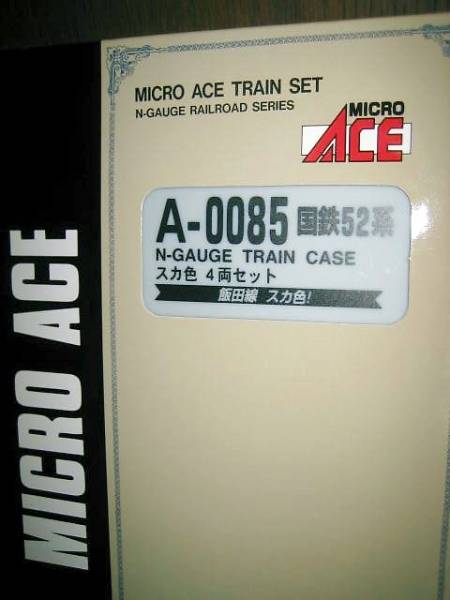 MICRO ACE
MICRO ACE TRAIN SET
N-GAUGE RAILROAD SERIES
MICRO
ACE
A-0085 国鉄52系
N-GAUGE TRAIN CASE
スカ色 4両セット
飯田線 スカ色!